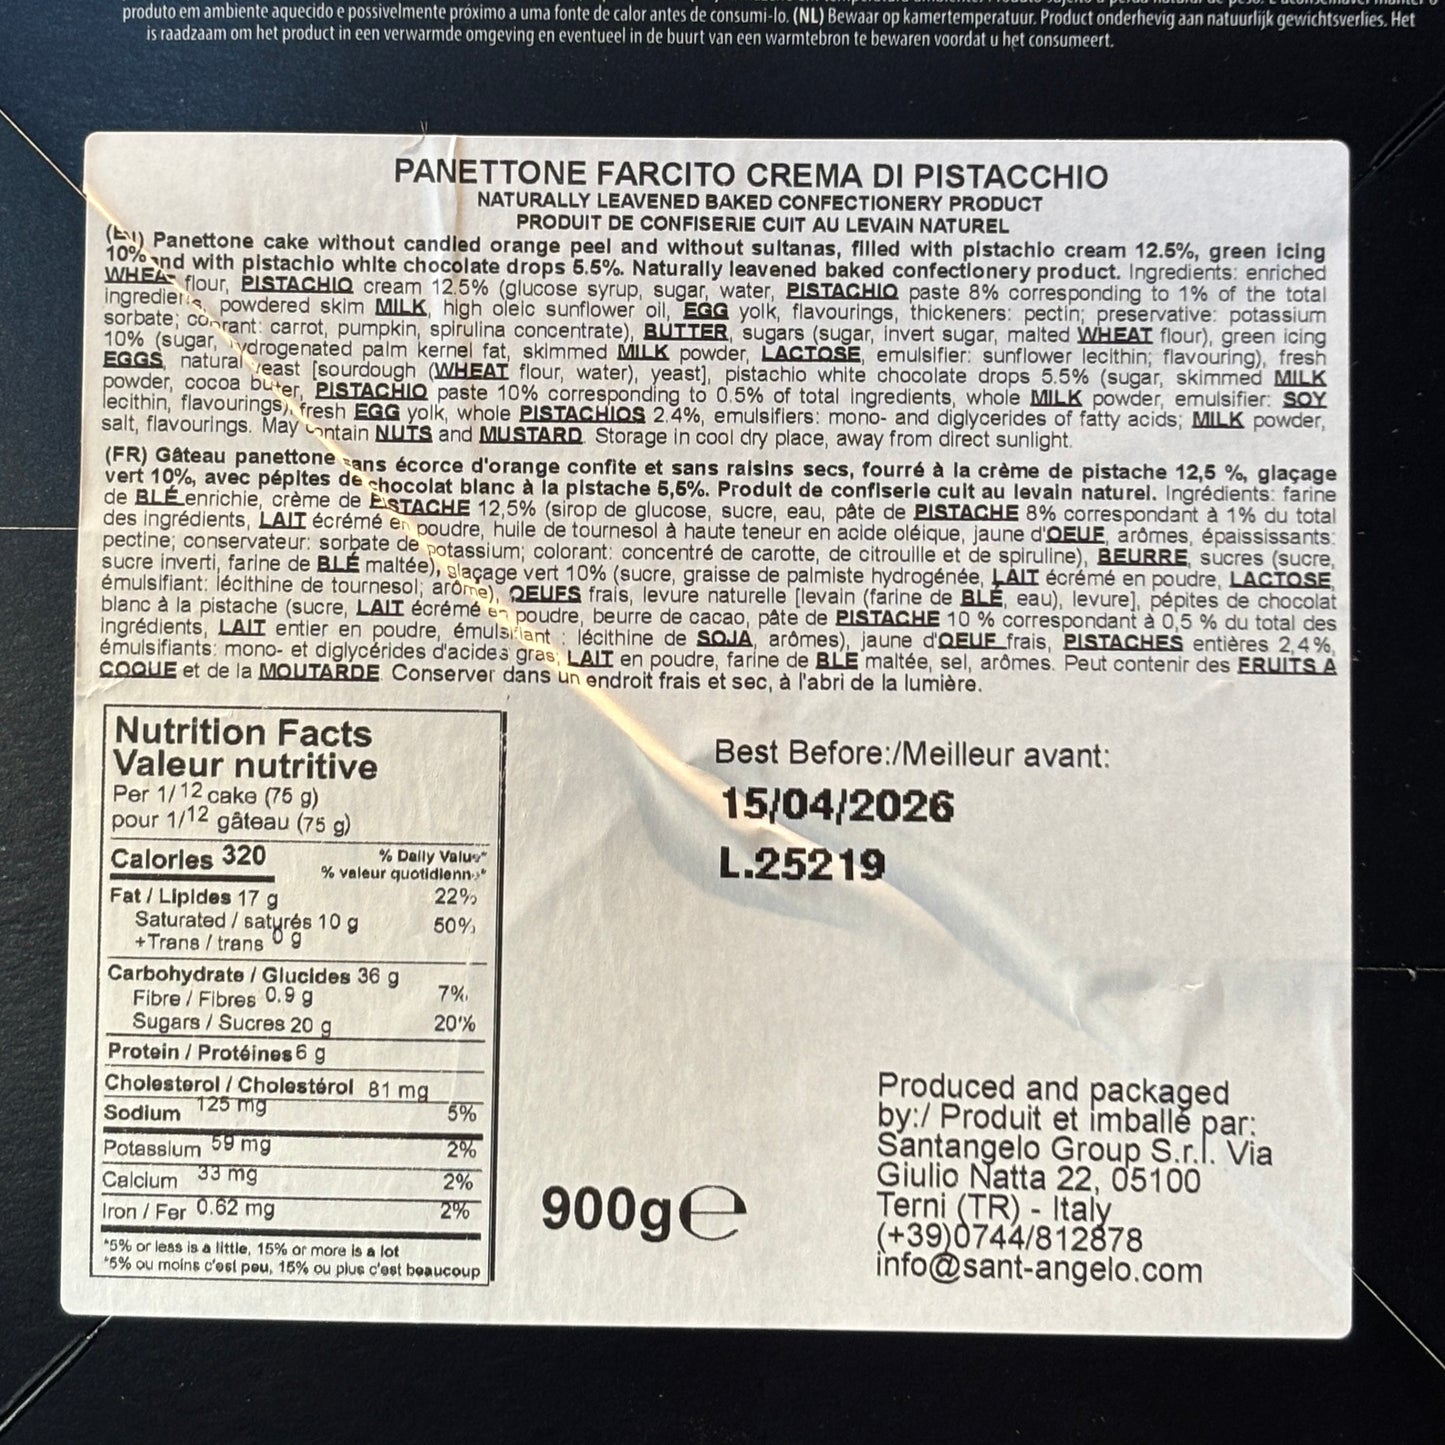 produto em ambiente aquecido e possivelmente próximo a uma fonte de calor antes de consumi-lo. (NL) Bewaar op kamertemperatuur. Product onderhevig aan natuurlijk gewichtsverlies. Het
is raadzaam om het product in een verwarmde omgeving en eventueel in de buurt van een warmtebron te bewaren voordat u het consumeert.
PANETTONE FARCITO CREMA DI PISTACCHIO
NATURALLY LEAVENED BAKED CONFECTIONERY PRODUCT
PRODUIT DE CONFISERIE CUIT AU LEVAIN NATUREL
(EN) Panettone cake without candied orange peel and without sultanas, filled with pistachio cream 12.5%, green icing
10% and with pistachio white chocolate drops 5.5%. Naturally leavened baked confectionery product. Ingredients: enriched
WHEAT flour, PISTACHIO cream 12.5% (glucose syrup, sugar, water, PISTACHIO paste 8% corresponding to 1% of the total
ingredients, powdered skim MILK, high oleic sunflower oil, EGG yolk, flavourings, thickeners: pectin; preservative: potassium
sorbate; colorant: carrot, pumpkin, spirulina concentrate), BUTTER, sugars (sugar, invert sugar, malted WHEAT flour), green icing
10% (sugar, hydrogenated palm kernel fat, skimmed MILK powder, LACTOSE, emulsifier: sunflower lecithin; flavouring), fresh
EGGS, natural yeast [sourdough (WHEAT flour, water), yeast], pistachio white chocolate drops 5.5% (sugar, skimmed MILK
powder, cocoa butter, PISTACHIO paste 10% corresponding to 0.5% of total ingredients, whole MILK powder, emulsifier: SOY
lecithin, flavourings), fresh EGG yolk, whole PISTACHIOS 2.4%, emulsifiers: mono- and diglycerides of fatty acids; MILK powder,
salt, flavourings. May contain NUTS and MUSTARD. Storage in cool dry place, away from direct sunlight.
(FR) Gâteau panettone sans écorce d'orange confite et sans raisins secs, fourré à la crème de pistache 12,5 %, glaçage
vert 10%, avec pépites de chocolat blanc à la pistache 5,5%. Produit de confiserie cuit au levain naturel. Ingrédients: farine
de BLÉ enrichie, crème de PISTACHE 12,5% (sirop de glucose, sucre, eau, pâte de PISTACHE 8% correspondant à 1% du total
des ingrédients, LAIT écrémé en poudre, huile de tournesol à haute teneur en acide oléique, jaune d'OEUF, arômes, épaississants:
pectine; conservateur: sorbate de potassium; colorant: concentré de carotte, de citrouille et de spiruline), BEURRE, sucres (sucre,
sucre inverti, farine de BLÉ maltée), glaçage vert 10% (sucre, graisse de palmiste hydrogénée, LAIT écrémé en poudre, LACTOSE,
émulsifiant: lécithine de tournesol; arôme), OEUFS frais, levure naturelle [levain (farine de BLÉ, eau), levure], pépites de chocolat
blanc à la pistache (sucre, LAIT écrémé en poudre, beurre de cacao, pâte de PISTACHE 10 % correspondant à 0,5 % du total des
ingrédients, LAIT entier en poudre, émulsifiant : lécithine de SOJA, arômes), jaune d'OEUF frais, PISTACHES entières 2,4%,
émulsifiants: mono- et diglycérides d'acides gras; LAIT en poudre, farine de BLÉ maltée, sel, arômes. Peut contenir des FRUITS A
COQUE et de la MOUTARDE. Conserver dans un endroit frais et sec, à l'abri de la lumière.
Nutrition Facts
Valeur nutritive
Per 1/12 cake (75 g)
pour 1/12 gâteau (75 g)
Calories 320 % Daily Value*
% valeur quotidienne*
Fat / Lipides 17 g 22%
Saturated / saturés 10 g 50%
+Trans / trans 0 g
Carbohydrate / Glucides 36 g
Fibre / Fibres 0.9 g 7%
Sugars / Sucres 20 g 20%
Protein / Protéines 6 g
Cholesterol / Cholestérol 81 mg
Sodium 125 mg 5%
Potassium 59 mg 2%
Calcium 33 mg 2%
Iron / Fer 0.62 mg 2%
*5% or less is a little, 15% or more is a lot
*5% ou moins c'est peu, 15% ou plus c'est beaucoup
Best Before:/Meilleur avant:
15/04/2026
L.25219
900g℮
Produced and packaged
by:/ Produit et imballé par:
Santangelo Group S.r.l. Via
Giulio Natta 22, 05100
Terni (TR) - Italy
(+39)0744/812878
info@sant-angelo.com